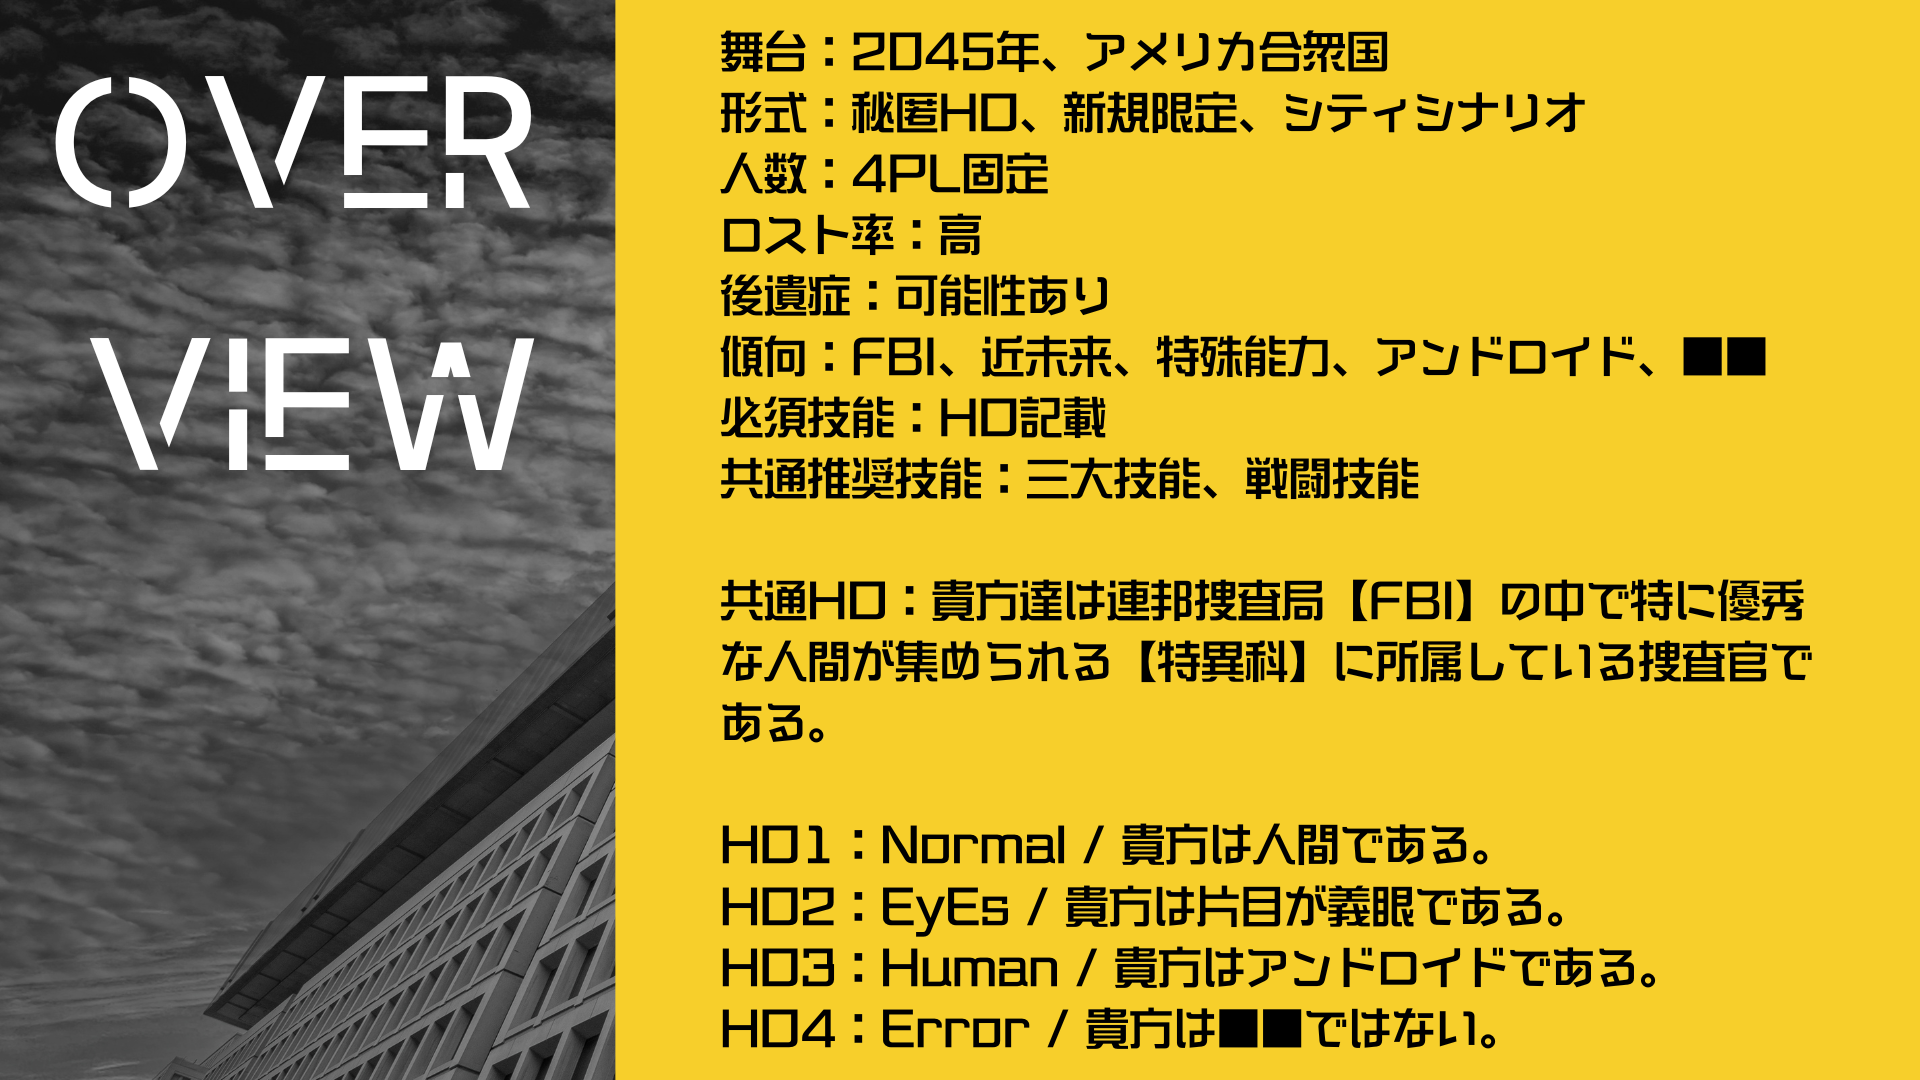 OVER
VIEW
舞台：2045年、アメリカ合衆国
形式：秘匿HO、新規限定、シティシナリオ
人数：4PL固定
ロスト率：高
後遺症：可能性あり
傾向：FBI、近未来、特殊能力、アンドロイド、■■
必須技能：HO記載
共通推奨技能：三大技能、戦闘技能
共通HO：貴方達は連邦捜査局【FBI】の中で特に優秀
な人間が集められる【特異科】に所属している捜査官で
ある。
HO1：Normal / 貴方は人間である。
HO2：EyEs / 貴方は片目が義眼である。
HO3：Human / 貴方はアンドロイドである。
HO4：Error / 貴方は■■ではない。